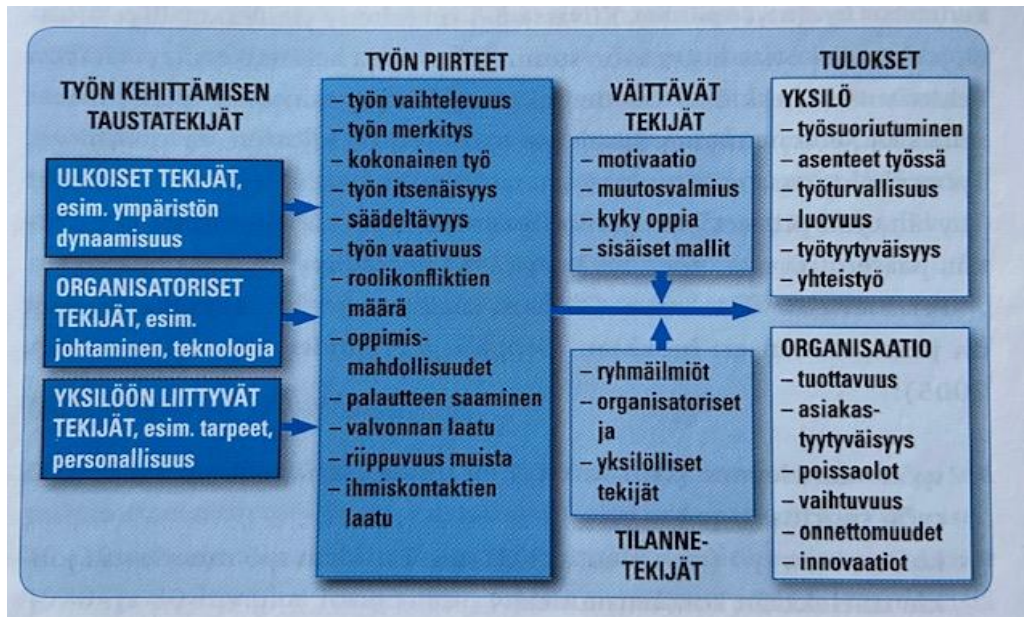 TYÖN KEHITTÄMISEN
TAUSTATEKIJÄT
ULKOISET TEKIJÄT,
esim. ympäristön
dynaamisuus
ORGANISATORISET
TEKIJÄT, esim.
johtaminen, teknologia
YKSILÖÖN LIITTYVÄT
TEKIJÄT, esim. tarpeet,
personallisuus
TYÖN PIIRTEET
– työn vaihtelevuus
– työn merkitys
– kokonainen työ
– työn itsenäisyys
– säädeltävyys
– työn vaativuus
– roolikonfliktien
määrä
– oppimis-
mahdollisuudet
– palautteen saaminen
– valvonnan laatu
– riippuvuus muista
– ihmiskontaktien
laatu
VÄITTÄVÄT
TEKIJÄT
– motivaatio
– muutosvalmius
– kyky oppia
– sisäiset mallit
– ryhmäilmiöt
– organisatoriset
ja
– yksilölliset
tekijät
TILANNE-
TEKIJÄT
TULOKSET
YKSILÖ
– työsuoriutuminen
– asenteet työssä
– työturvallisuus
– luovuus
– työtyytyväisyys
– yhteistyö
ORGANISAATIO
– tuottavuus
– asiakas-
tyytyväisyys
– poissaolot
– vaihtuvuus
– onnettomuudet
– innovaatiot